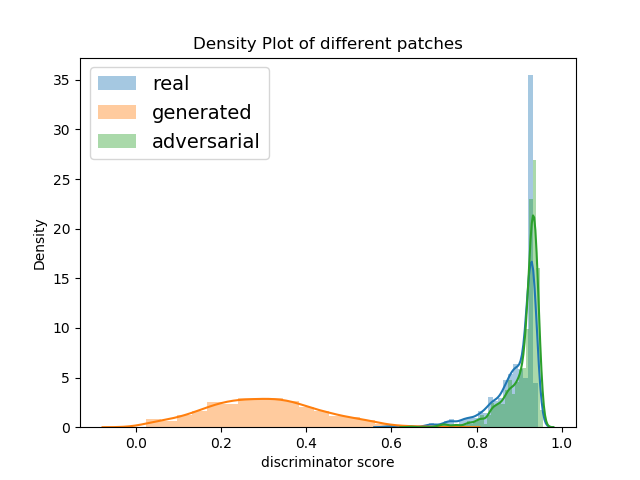 Density Plot of different patches
real
generated
adversarial
35
30
25
20
15
10
5
0
Density
0.0 0.2 0.4 0.6 0.8 1.0
discriminator score